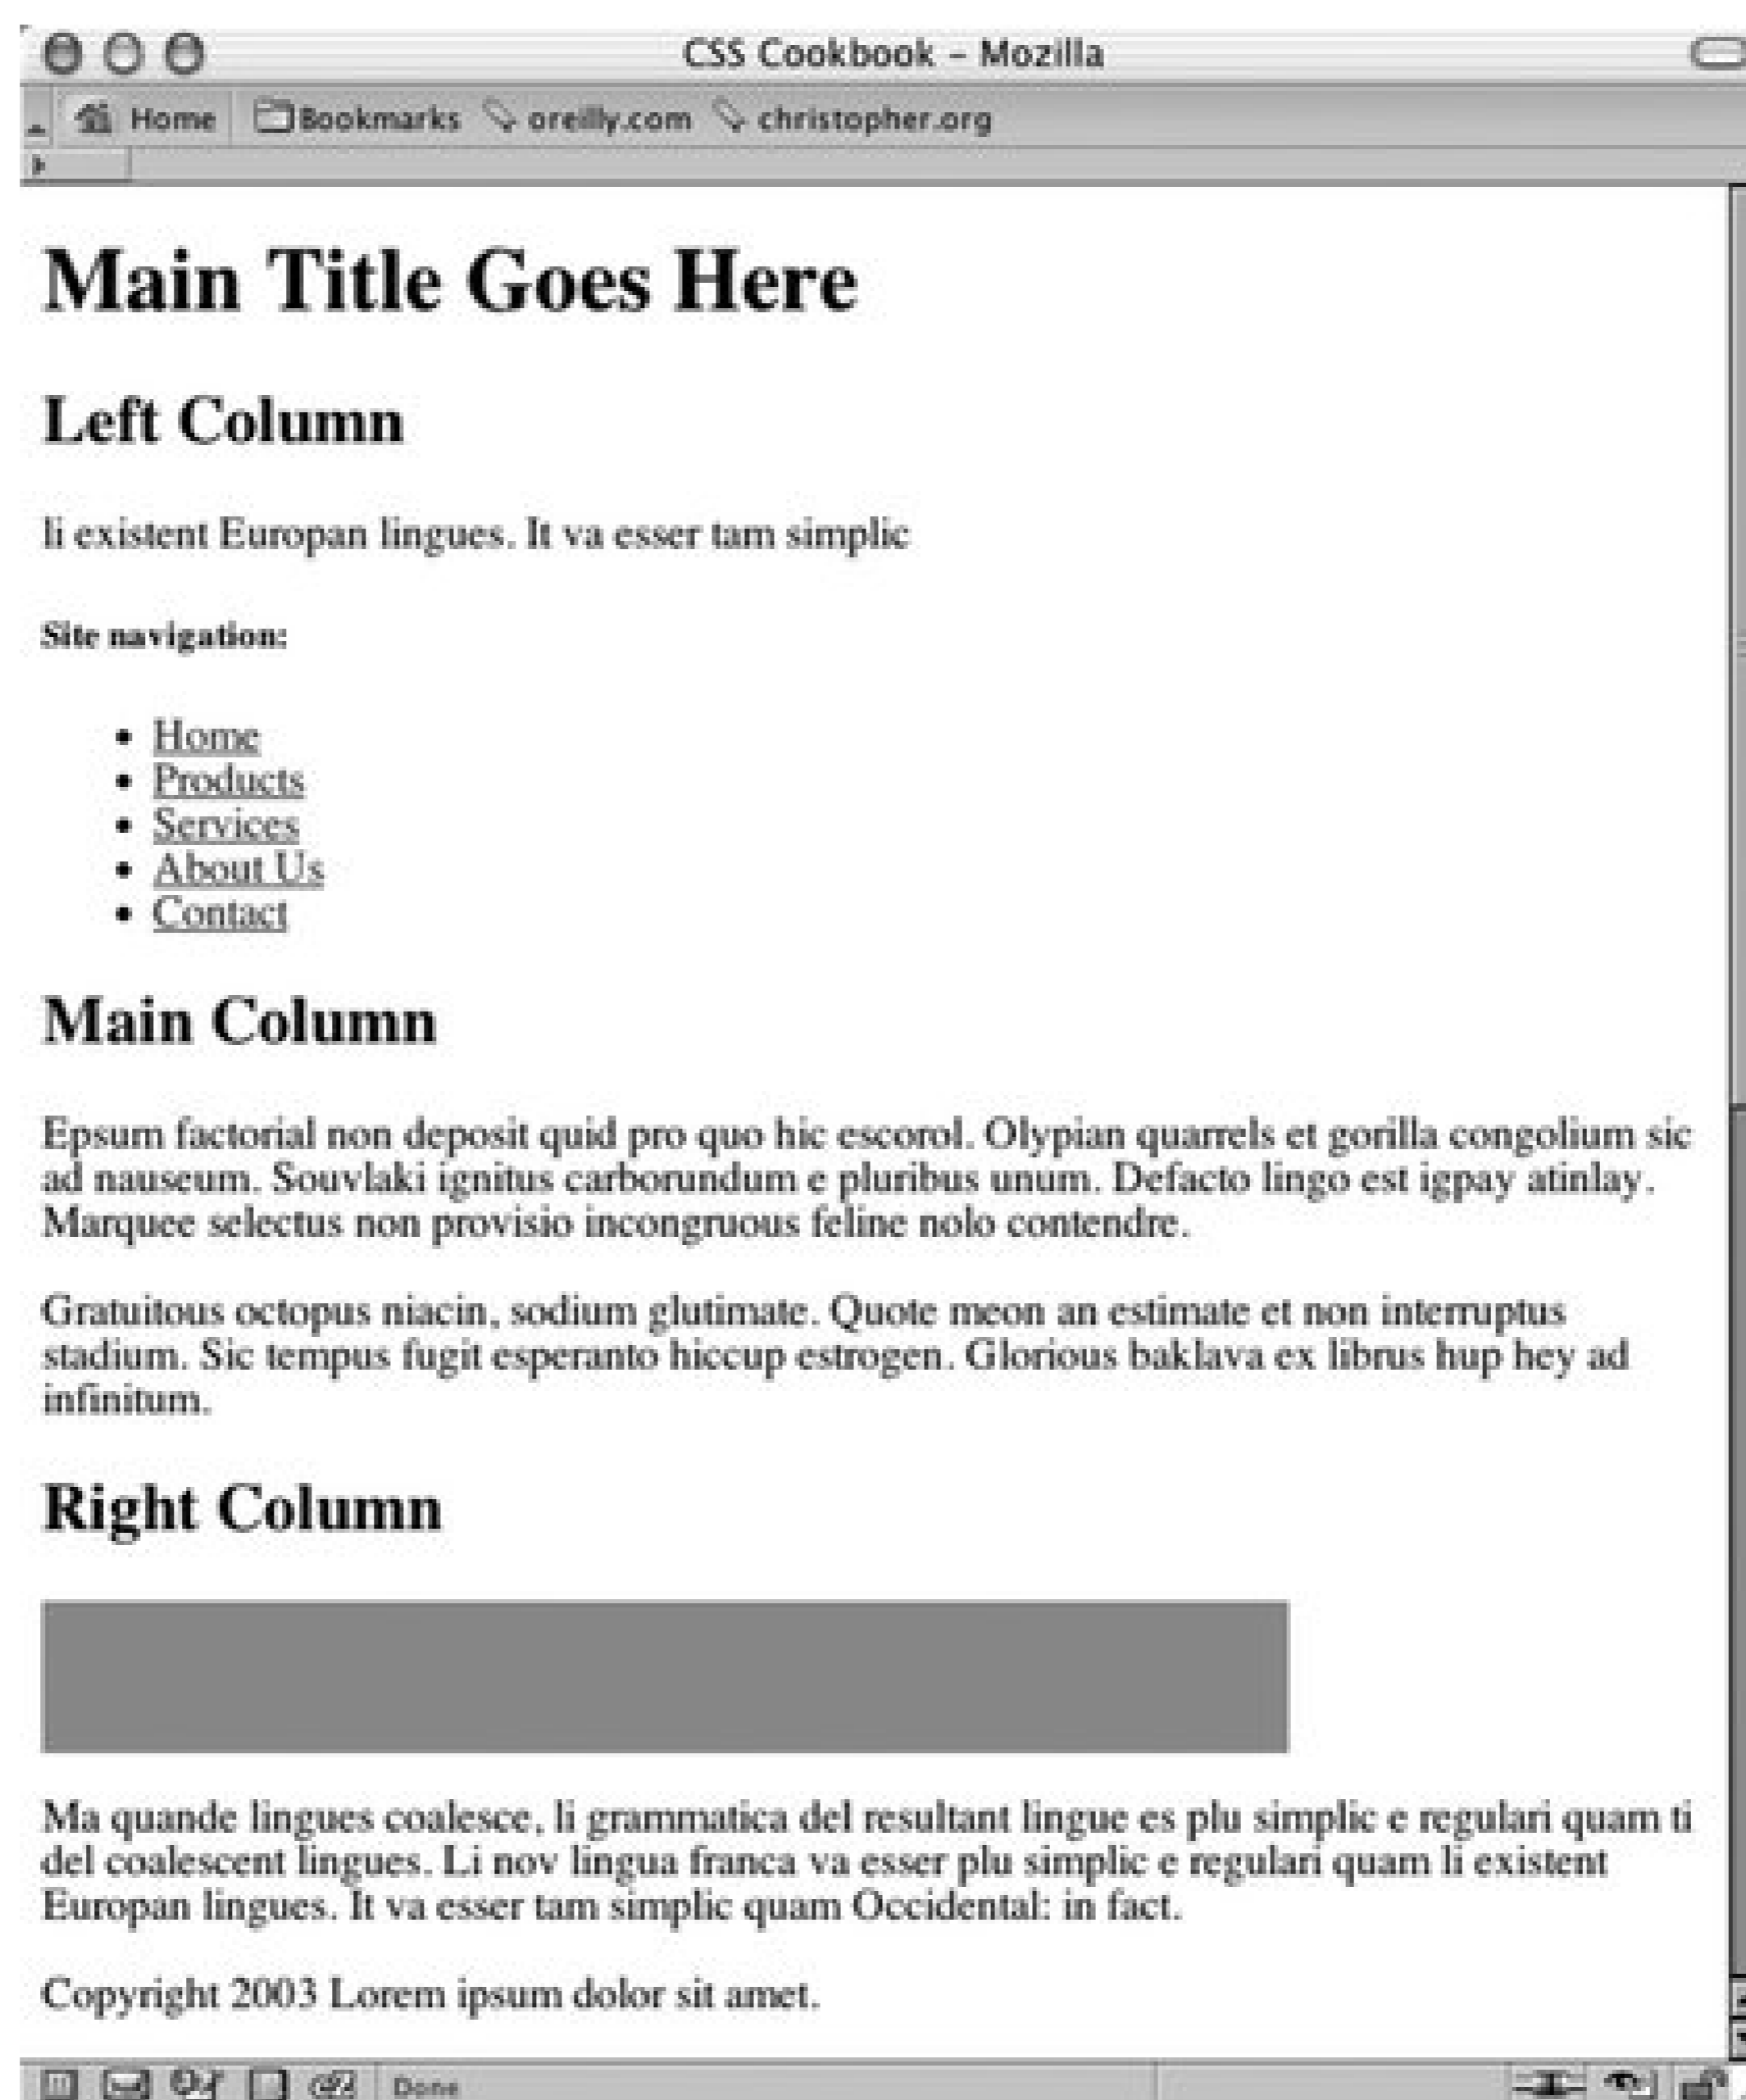 CSS Cookbook – Mozilla
Home Bookmarks oreilly.com christopher.org
Main Title Goes Here
Left Column
li existent Europan lingues. It va esser tam simplic
Site navigation:
• Home
• Products
• Services
• About Us
• Contact
Main Column
Epsum factorial non deposit quid pro quo hic escorol. Olypian quarrels et gorilla congolium sic
ad nauseum. Souvlaki ignitus carborundum e pluribus unum. Defacto lingo est igpay atinlay.
Marquee selectus non provisio incongruous feline nolo contendre.
Gratuitous octopus niacin, sodium glutimate. Quote meon an estimate et non interruptus
stadium. Sic tempus fugit esperanto hiccup estrogen. Glorious baklava ex librus hup hey ad
infinitum.
Right Column
Ma quande lingues coalesce, li grammatica del resultant lingue es plu simplic e regulari quam ti
del coalescent lingues. Li nov lingua franca va esser plu simplic e regulari quam li existent
Europan lingues. It va esser tam simplic quam Occidental: in fact.
Copyright 2003 Lorem ipsum dolor sit amet.
Done